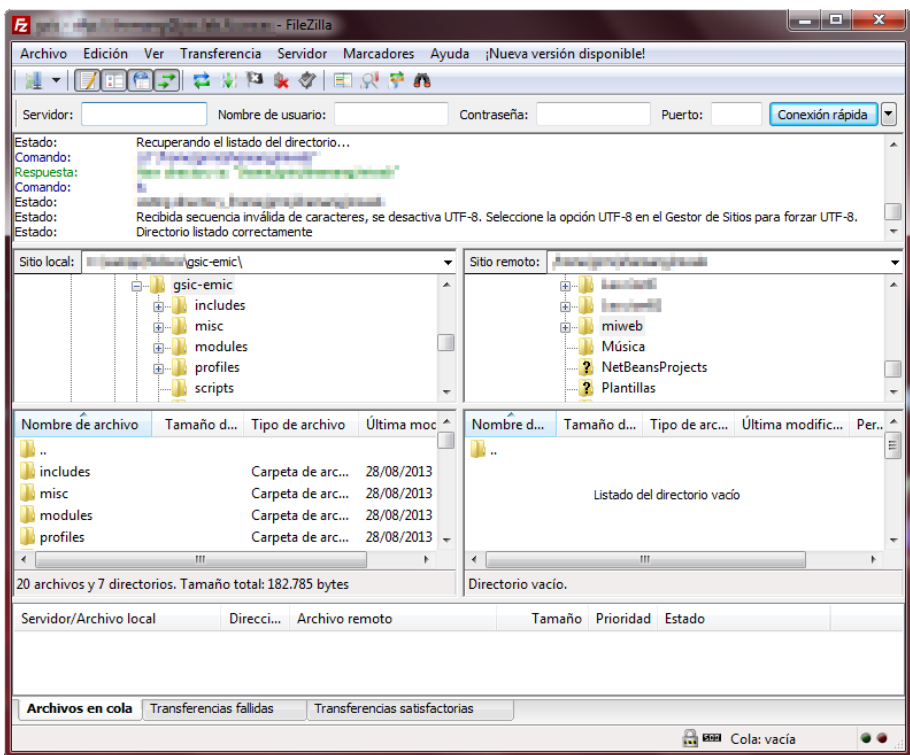 - FileZilla
Archivo Edición Ver Transferencia Servidor Marcadores Ayuda ¡Nueva versión disponible!
Servidor: Nombre de usuario: Contraseña: Puerto: Conexión rápida
Estado: Recuperando el listado del directorio...
Comando:
Respuesta:
Comando:
Estado:
Estado: Recibida secuencia inválida de caracteres, se desactiva UTF-8. Seleccione la opción UTF-8 en el Gestor de Sitios para forzar UTF-8.
Estado: Directorio listado correctamente
Sitio local: \gsic-emic\
gsic-emic
includes
misc
modules
profiles
scripts
Sitio remoto:
miweb
Música
NetBeansProjects
Plantillas
Nombre de archivo Tamaño d... Tipo de archivo Última moc
..
includes Carpeta de arc... 28/08/2013
misc Carpeta de arc... 28/08/2013
modules Carpeta de arc... 28/08/2013
profiles Carpeta de arc... 28/08/2013
20 archivos y 7 directorios. Tamaño total: 182.785 bytes
Nombre d... Tamaño d... Tipo de arc... Última modific... Per...
..
Listado del directorio vacío
Directorio vacío.
Servidor/Archivo local Direcci... Archivo remoto Tamaño Prioridad Estado
Archivos en cola Transferencias fallidas Transferencias satisfactorias
Cola: vacía